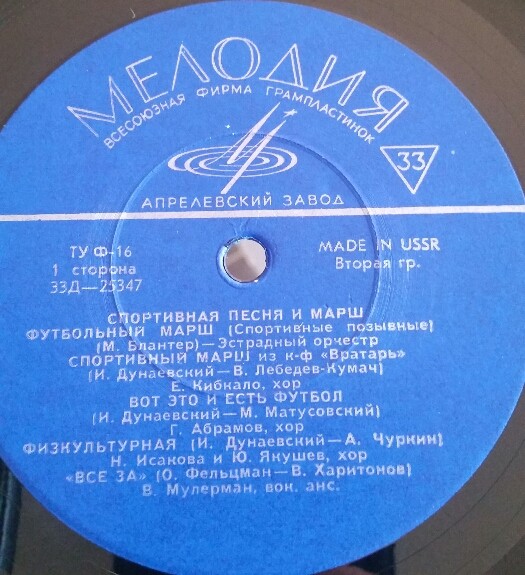 МЕЛОДИЯ
ВСЕСОЮЗНАЯ ФИРМА ГРАМПЛАСТИНОК
33
АПРЕЛЕВСКИЙ ЗАВОД
ТУ Ф-16
1 сторона
33Д—25347
MADE IN USSR
Вторая гр.
СПОРТИВНАЯ ПЕСНЯ И МАРШ
ФУТБОЛЬНЫЙ МАРШ (Спортивные позывные)
(М. Блантер)—Эстрадный оркестр
СПОРТИВНЫЙ МАРШ из к-ф «Вратарь»
(И. Дунаевский—В. Лебедев-Кумач)
Е. Кибкало, хор
ВОТ ЭТО И ЕСТЬ ФУТБОЛ
(И. Дунаевский—М. Матусовский)
Г. Абрамов, хор
ФИЗКУЛЬТУРНАЯ (И. Дунаевский—А. Чуркин)
Н. Исакова и Ю. Якушев, хор
«ВСЕ ЗА» (О. Фельцман—В. Харитонов)
В. Мулерман, вок. анс.